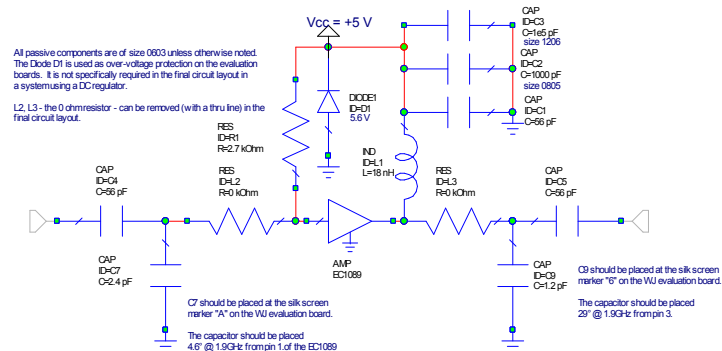 Vcc = +5 V
All passive components are of size 0603 unless otherwise noted.
The Diode D1 is used as over-voltage protection on the evaluation
boards. It is not specifically required in the final circuit layout in
a system using a DC regulator.
L2, L3 - the 0 ohm resistor - can be removed (with a thru line) in the
final circuit layout.
CAP
ID=C3
C=1e5 pF
size 1206
CAP
ID=C2
C=1000 pF
size 0805
CAP
ID=C1
C=56 pF
DIODE1
ID=D1
5.6 V
RES
ID=R1
R=2.7 kOhm
IND
ID=L1
L=18 nH
CAP
ID=C4
C=56 pF
RES
ID=L2
R=0 kOhm
RES
ID=L3
R=0 kOhm
CAP
ID=C5
C=56 pF
AMP
EC1089
CAP
ID=C7
C=2.4 pF
CAP
ID=C9
C=1.2 pF
C7 should be placed at the silk screen
marker "A" on the WJ evaluation board.
The capacitor should be placed
4.6° @ 1.9GHz from pin 1. of the EC1089
C9 should be placed at the silk screen
marker "6" on the WJ evaluation board.
The capacitor should be placed
29° @ 1.9GHz from pin 3.